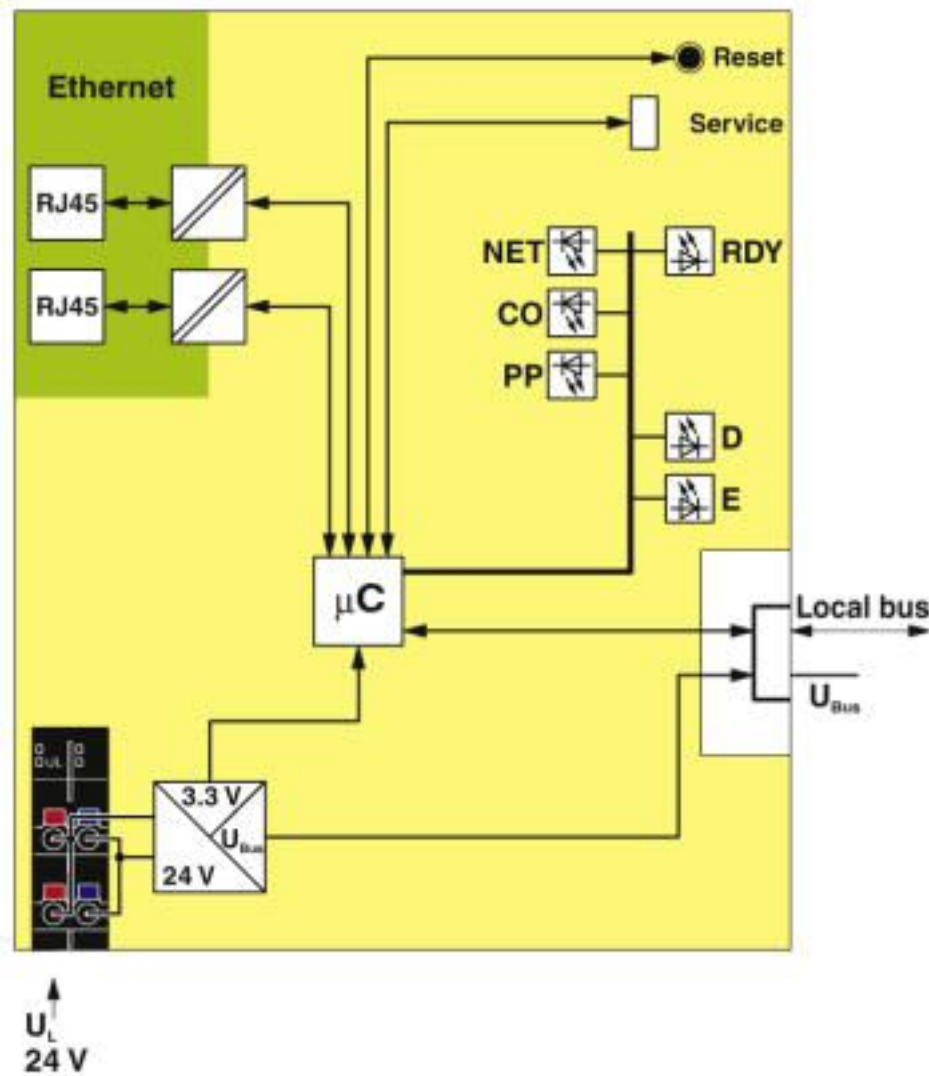 Reset
Ethernet
Service
RJ45
NET
RDY
RJ45
CO
PP
D
E
μC
Local bus
U Bus
UL
3.3 V
U Bus
24 V
U L
24 V